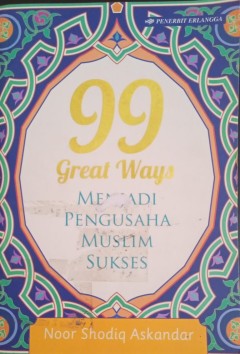 PENERBIT ERLANGGA
99
Great Ways
MENJADI
PENGUSAHA
MUSLIM
SUKSES
Noor Shodiq Askandar